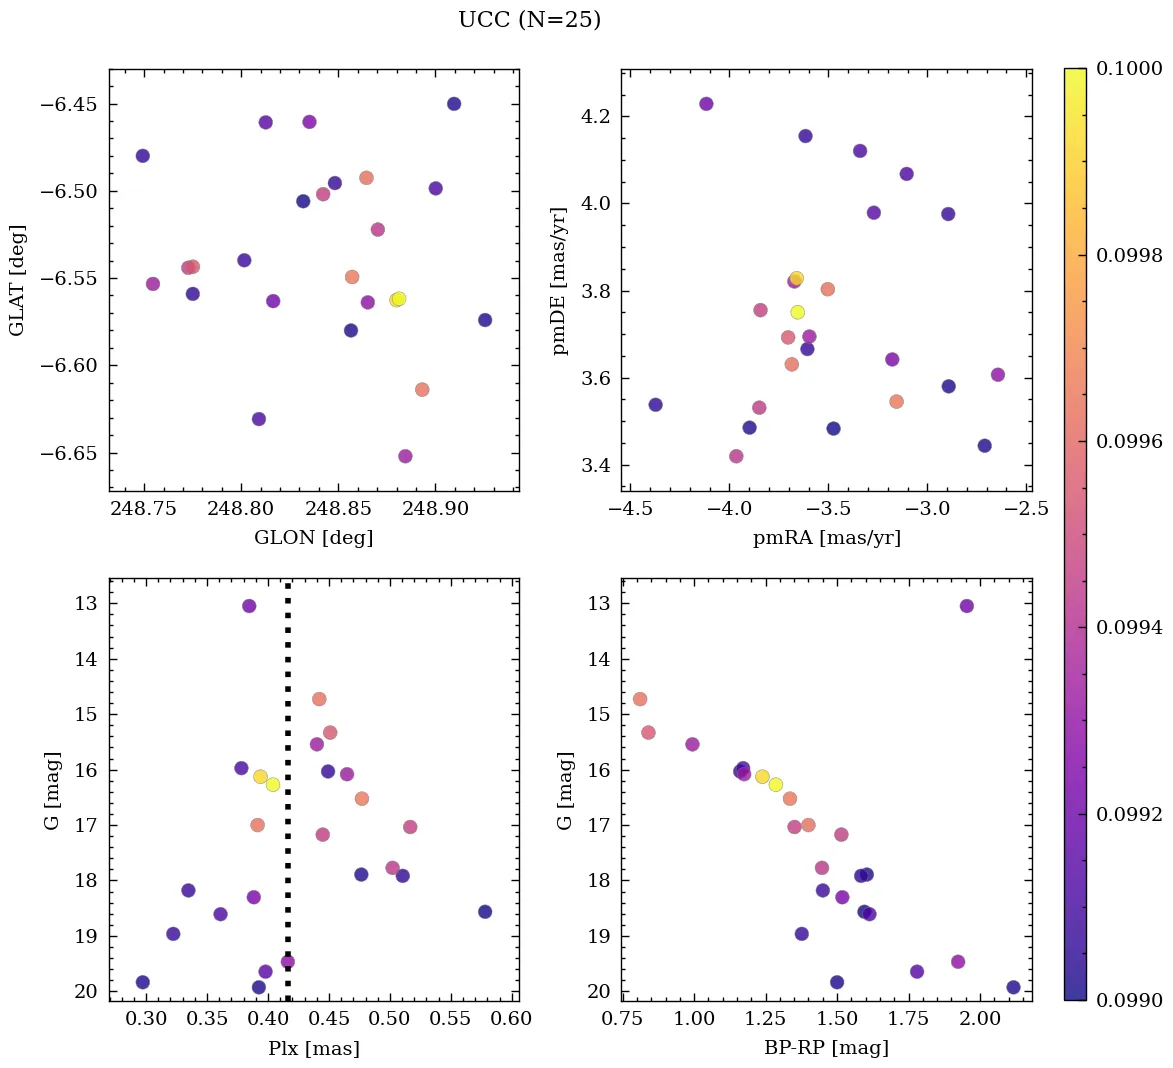 UCC (N=25)
−6.45
−6.50
−6.55
−6.60
−6.65
GLAT [deg]
248.75 248.80 248.85 248.90
GLON [deg]
4.2
4.0
3.8
3.6
3.4
pmDE [mas/yr]
−4.5 −4.0 −3.5 −3.0 −2.5
pmRA [mas/yr]
13
14
15
16
17
18
19
20
G [mag]
0.30 0.35 0.40 0.45 0.50 0.55 0.60
Plx [mas]
13
14
15
16
17
18
19
20
G [mag]
0.75 1.00 1.25 1.50 1.75 2.00
BP-RP [mag]
0.1000
0.0998
0.0996
0.0994
0.0992
0.0990